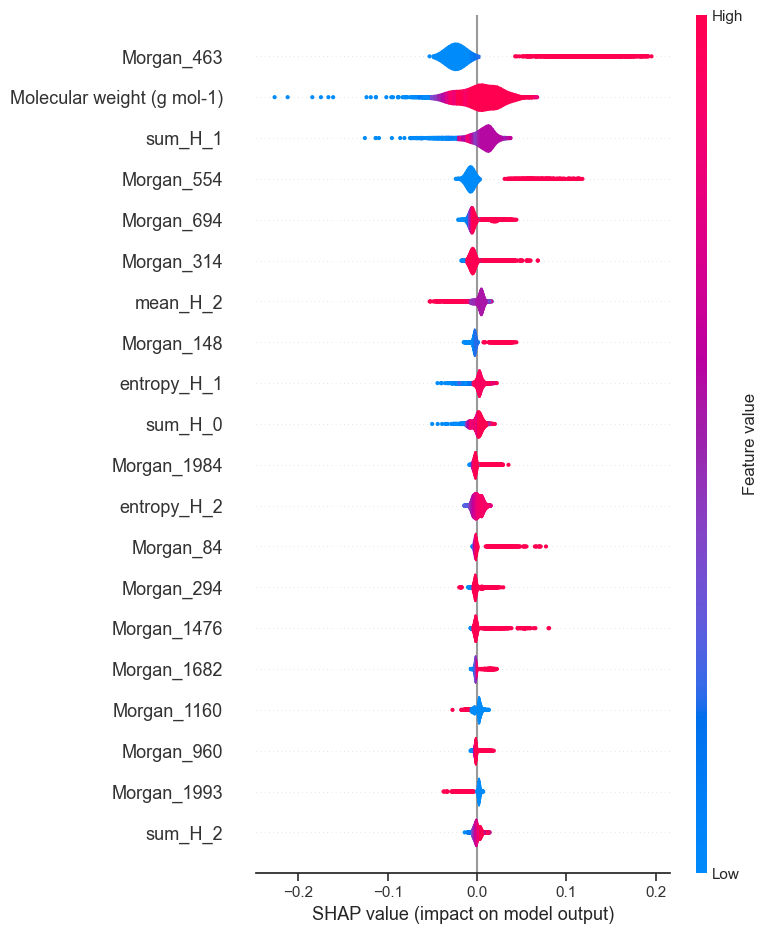 High
Morgan_463
Molecular weight (g mol-1)
sum_H_1
Morgan_554
Morgan_694
Morgan_314
mean_H_2
Morgan_148
entropy_H_1
sum_H_0
Morgan_1984
entropy_H_2
Morgan_84
Morgan_294
Morgan_1476
Morgan_1682
Morgan_1160
Morgan_960
Morgan_1993
sum_H_2
Feature value
Low
−0.2 −0.1 0.0 0.1 0.2
SHAP value (impact on model output)